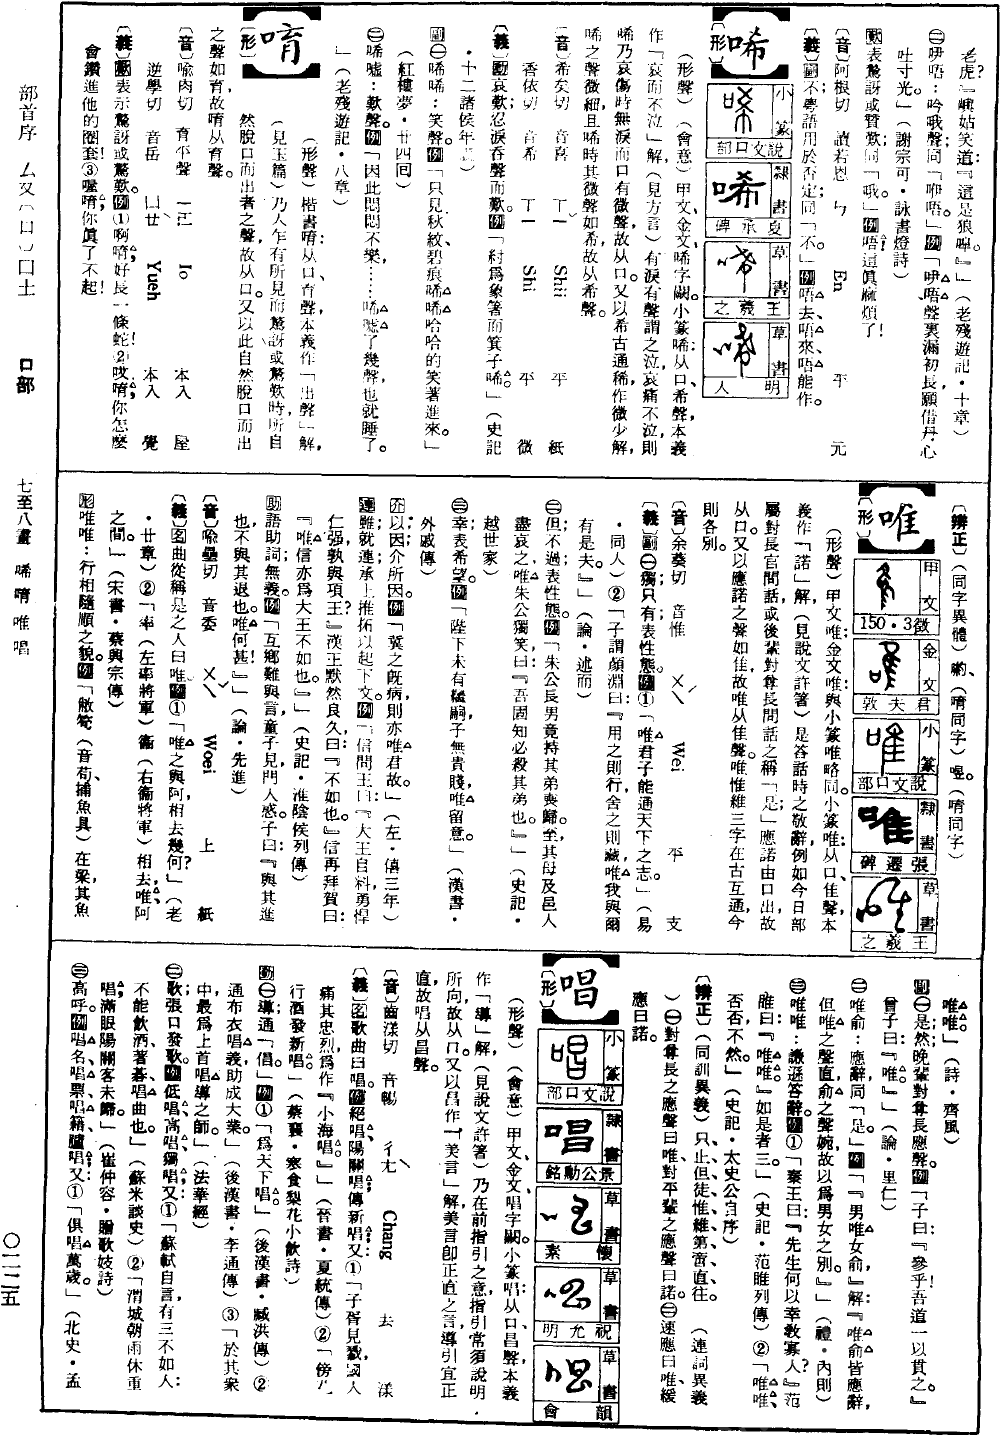 老虎？』峨姑笑道：『這是狼嘷。』」（老殘遊記・十章）
㊁咿唔：吟哦聲，同「咿唔」。例「咿唔聲裏漏初長，願借丹心
吐寸光。」（謝宗可・詠書燈詩）
表驚訝或贊歎，同「哦」。例唔！這眞麻煩了！
〔音〕阿根切　讀若恩　ㄣ　En　平　元
〔義〕副不，粵語用於否定，同「不」。例唔去、唔來、唔能作。
唏
〔形〕
小篆　說文口部
隸書　夏承碑
草書　王羲之
草書　明人
（形聲）（會意）甲文、金文唏字闕。小篆唏：从口，希聲，本義
作「哀而不泣」解，（見方言）有淚有聲謂之泣，哀痛不泣，則
唏乃哀傷時無淚而口有微聲，故从口。又以希古通稀，作微少解，
唏之聲微細，且唏時其微聲如希，故从希聲。
〔音〕希矣切　音喜　ㄒㄧˇ　Shii　平　紙
香依切　音希　ㄒㄧ　Shi　平　微
〔義〕動哀歎，忍淚吞聲而歎。例「紂爲象箸而箕子唏。」（史記
・十二諸侯年表）
副㊀唏唏：笑聲。例「只見秋紋、碧痕唏唏哈哈的笑著進來。」
（紅樓夢・廿四回）
㊁唏噓：歎聲。例「因此悶悶不樂……唏噓了幾聲，也就睡了。
」（老殘遊記・八章）
唷
〔形〕
（形聲）楷書唷：从口，育聲，本義作「出聲」解，
（見玉篇）乃人乍有所見而驚訝或驚歎時所自
然脫口而出者之聲，故从口。又以此自然脫口而出
之聲如育，故唷从育聲。
〔音〕喻肉切　育平聲　ㄧㄛ　Io　本入　屋
逆學切　音岳　ㄩㄝ　Yueh　本入　覺
〔義〕表示驚訝或驚歎。例①啊唷！好長一條蛇！②哎唷，你怎麼
會鑽進他的圈套！③噹唷，你眞了不起！
〔辨正〕（同字異體）喲、（唷同字）喔。（唷同字）
唯
〔形〕
甲文　徵3・150
金文　君夫敦
小篆　說文口部
隸書　張遷碑
草書　王羲之
（形聲）甲文唯：金文唯：與小篆唯略同。小篆唯：从口，隹聲，本
義作「諾」解，（見說文許箸）是答話時之敬辭，例如今日部
屬對長官問話或後輩對尊長問話之稱「是」；應諾由口出，故
从口。又以應諾之聲如隹，故唯从隹聲。唯惟維三字在古互通，今
則各別。
〔音〕余葵切　音惟　ㄨㄟˊ　Wei　平　支
〔義〕副㊀獨，只有，表性態。例①「唯君子能通天下之志。」（易
・同人）②「子謂顏淵曰：『用之則行，舍之則藏，唯我與爾
有是夫。』」（論・述而）
㊁但，不過，表性態。例「朱公長男竟持其弟喪歸。至，其母及邑人
盡哀之，唯朱公獨笑，曰：『吾固知必殺其弟也。』」（史記・
越世家）
㊂幸，表希望。例「陛下未有繼嗣，子無貴賤，唯留意。」（漢書・
外戚傳）
介以，因，介所因。例「冀之旣病，則亦唯君故。」（左・僖三年）
連雖，就連承上推拓以起下文。例「信問王曰：『大王自料勇悍
仁彊，孰與項王？』漢王默然良久，曰：『不如也。』信再拜賀曰：
『唯信亦爲大王不如也。』」（史記・淮陰侯列傳）
助語助詞，無義。例「互鄉難與言，童子見，門人惑。子曰：『與其進
也，不與其退也；唯何甚！』」（論・先進）
〔音〕喻壘切　音委　ㄨㄟˇ　Woei　上　紙
〔義〕名曲從稱是之人曰唯。例①「唯之與阿，相去幾何？」（老
・廿章）②「率（左率將軍）衞（右衞將軍）相去，唯阿
之間。」（宋書・蔡興宗傳）
形唯唯：行相隨順之貌。例「敝笱（音苟，捕魚具）在梁，其魚
唯唯。」（詩・齊風）
副㊀是，然，晚輩對尊長應聲。例「子曰：『參乎！吾道一以貫之。』
曾子曰：『唯。』」（論・里仁）
㊁唯俞：應辭，同「是」。例「『男唯女俞』解：『唯俞皆應辭，
但唯之聲直，俞之聲婉，故以爲男女之別。』」（禮・內則）
㊂唯唯：謙遜答辭。例①「秦王曰：『先生何以幸敎寡人？』范
雎曰：『唯唯。』如是者三。」（史記・范雎列傳）②「唯唯，
否否，不然。」（史記・太史公自序）
〔辨正〕（同訓異義）只、止、但、徒、惟、維、第、啻、直、往。　（連詞異義
）㊀對尊長之應聲曰唯，對平輩之應聲曰諾。㊁速應曰唯，緩
應曰諾。
唱
〔形〕
小篆　說文口部
隸書　景公勳銘
草書　懷素
草書　祝允明
草書　韻會
（形聲）（會意）甲文、金文唱字闕。小篆唱：从口，昌聲，本義
作「導」解，（見說文許箸）乃在前指引之意，指引常須說明
所向，故从口。又以昌作「美言」解，美言卽正直之言，導引宜正
直，故唱从昌聲。
〔音〕齒漾切　音暢　ㄔㄤˋ　Chang　去　漾
〔義〕名歌曲曰唱。例絕唱、陽關唱、傳新唱；又：①「子胥見戮，國人
痛其忠烈，爲作『小海唱』。」（晉書・夏統傳）②「傍九
行酒發新唱。」（蔡襄・寒食梨花小飮詩）
動㊀導，通「倡」。例①「爲天下唱。」（後漢書・臧洪傳）②
通布衣唱義，助成大業。」（後漢書・李通傳）③「於其衆
中，最爲上首唱導之師。」（法華經）
㊁歌，張口發歌。例低唱、高唱、獨唱；又：①「蘇軾自言，有三不如人：
不能飮酒、著碁、唱曲也。」（蘇米談史）②「渭城朝雨休重
唱，滿眼陽關客未歸。」（崔仲容・贈歌妓詩）
㊂高呼。例唱名、唱票、唱籍、臚唱；又：①「俱唱萬歲。」（北史・孟
部首序　厶又（）口（）囗土　口部　七至八畫　唏唷唯唱　〇二二五